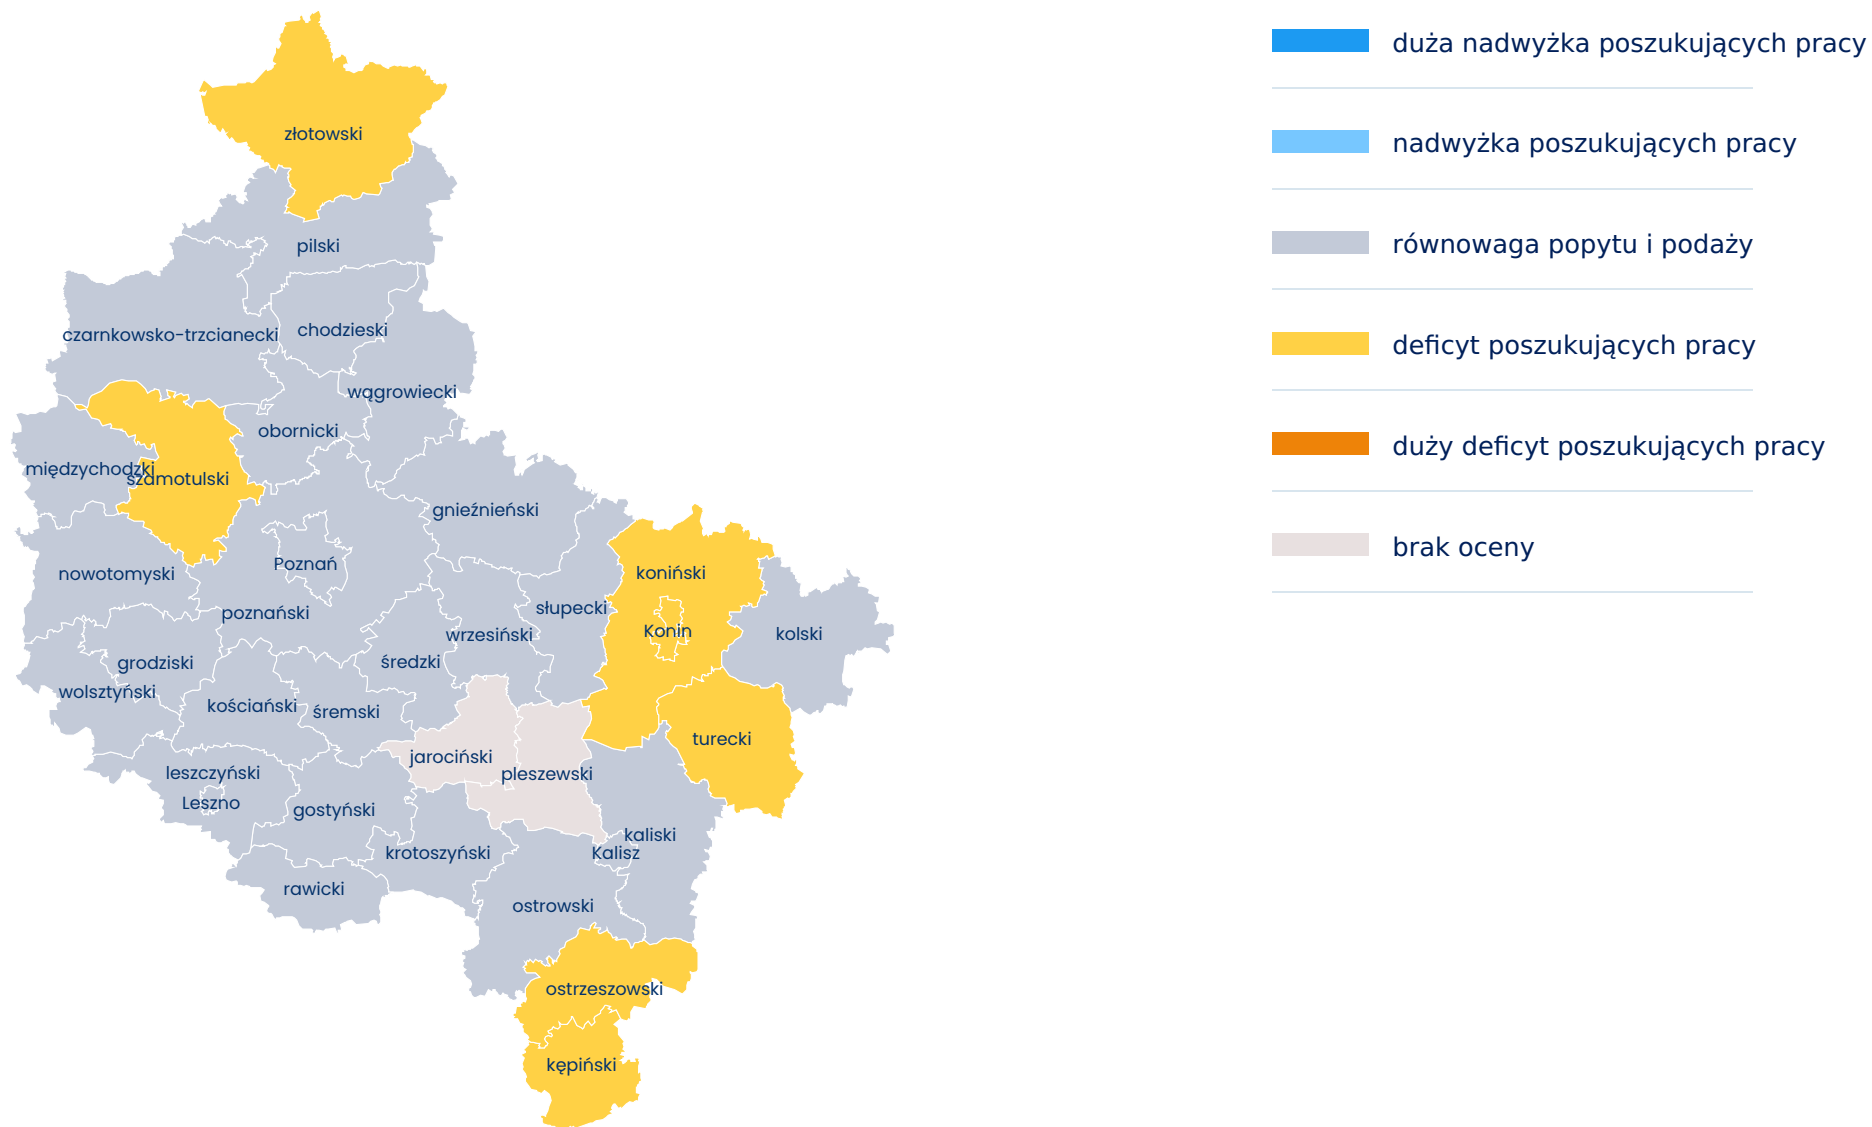 duża nadwyżka poszukujących pracy
nadwyżka poszukujących pracy
równowaga popytu i podaży
deficyt poszukujących pracy
duży deficyt poszukujących pracy
brak oceny
złotowski
pilski
czarnkowsko-trzcianecki
chodzieski
wągrowiecki
obornicki
międzychodzki
szamotulski
gnieźnieński
Poznań
nowotomyski
koniński
słupecki
poznański
Konin
wrzesiński
kolski
średzki
grodziski
wolsztyński
kościański
śremski
turecki
jarociński
leszczyński
pleszewski
Leszno
gostyński
kaliski
krotoszyński
Kalisz
rawicki
ostrowski
ostrzeszowski
kępiński